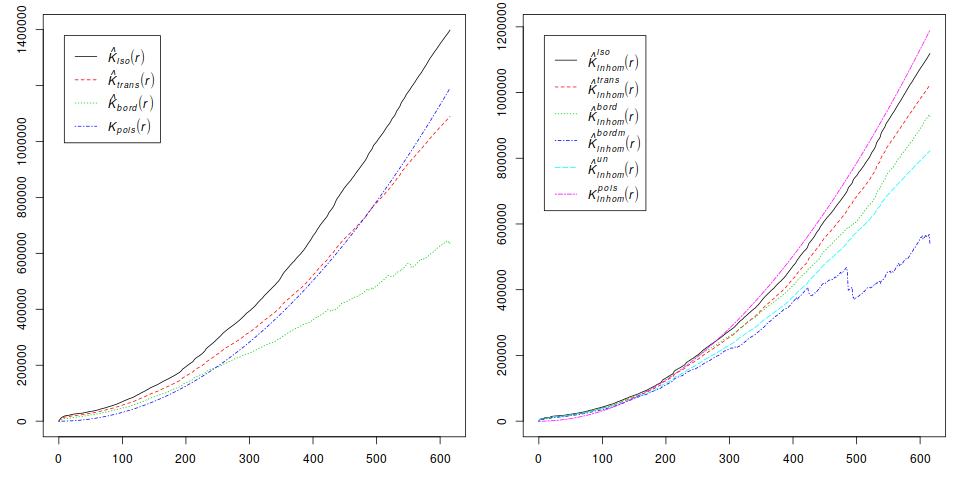 0
200000
400000
600000
800000
1000000
1400000
0 100 200 300 400 500 600
K̂iso(r)
K̂trans(r)
K̂bord(r)
Kpois(r)
0
200000
400000
600000
800000
1000000
1200000
0 100 200 300 400 500 600
K̂inhom^iso(r)
K̂inhom^trans(r)
K̂inhom^bord(r)
K̂inhom^bordm(r)
K̂inhom^un(r)
Kinhom^pois(r)